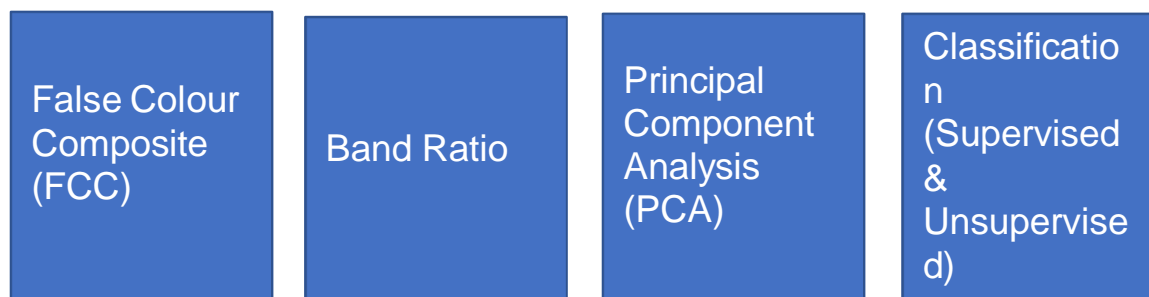 False Colour
Composite
(FCC)
Band Ratio
Principal
Component
Analysis
(PCA)
Classificatio
n
(Supervised
&
Unsupervise
d)